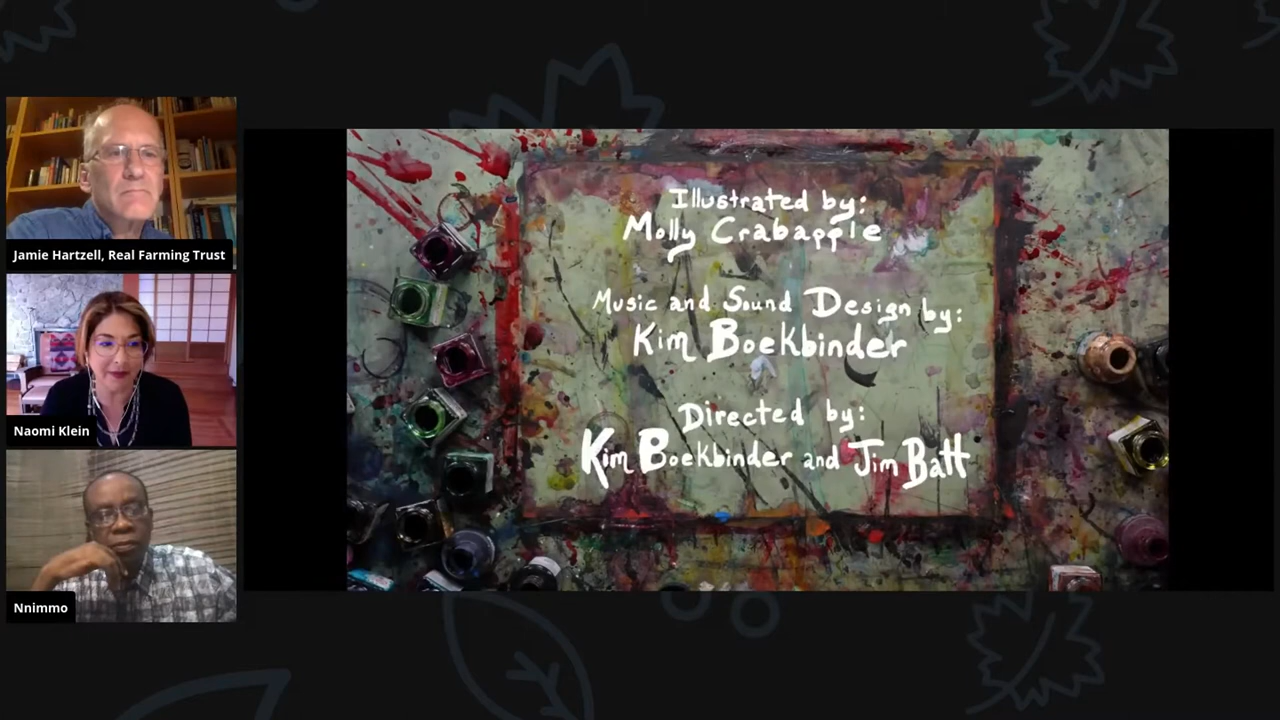 Jamie Hartzell, Real Farming Trust
Naomi Klein
Nnimmo
Illustrated by:
Molly Crabapple
Music and Sound Design by:
Kim Boekbinder
Directed by:
Kim Boekbinder and Jim Batt